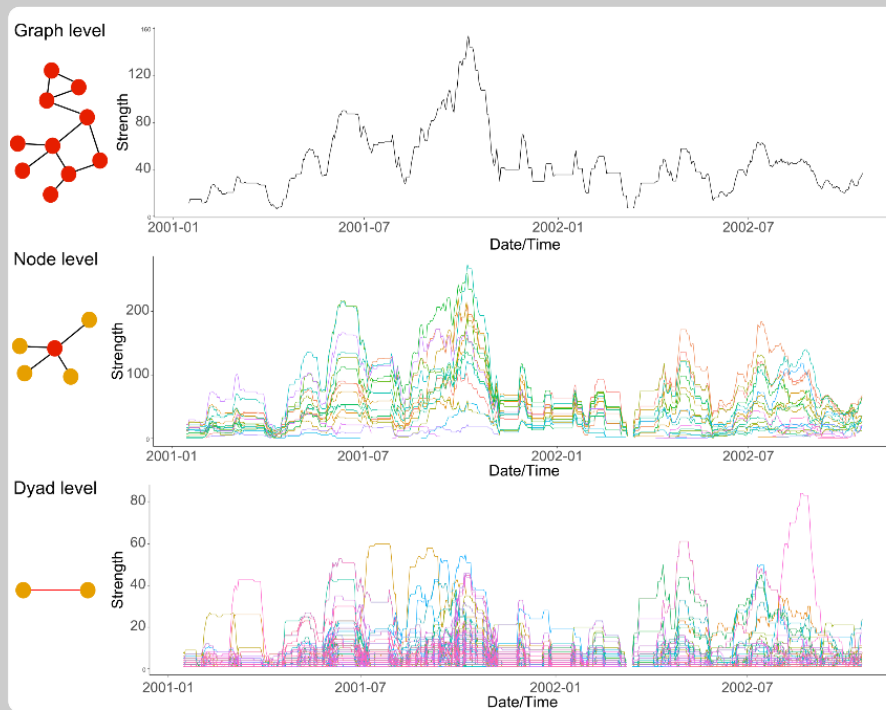 Graph level
160
120
80
40
0
Strength
2001-01
2001-07
2002-01
2002-07
Date/Time
Node level
200
100
0
Strength
2001-01
2001-07
2002-01
2002-07
Date/Time
Dyad level
80
60
40
20
0
Strength
2001-01
2001-07
2002-01
2002-07
Date/Time